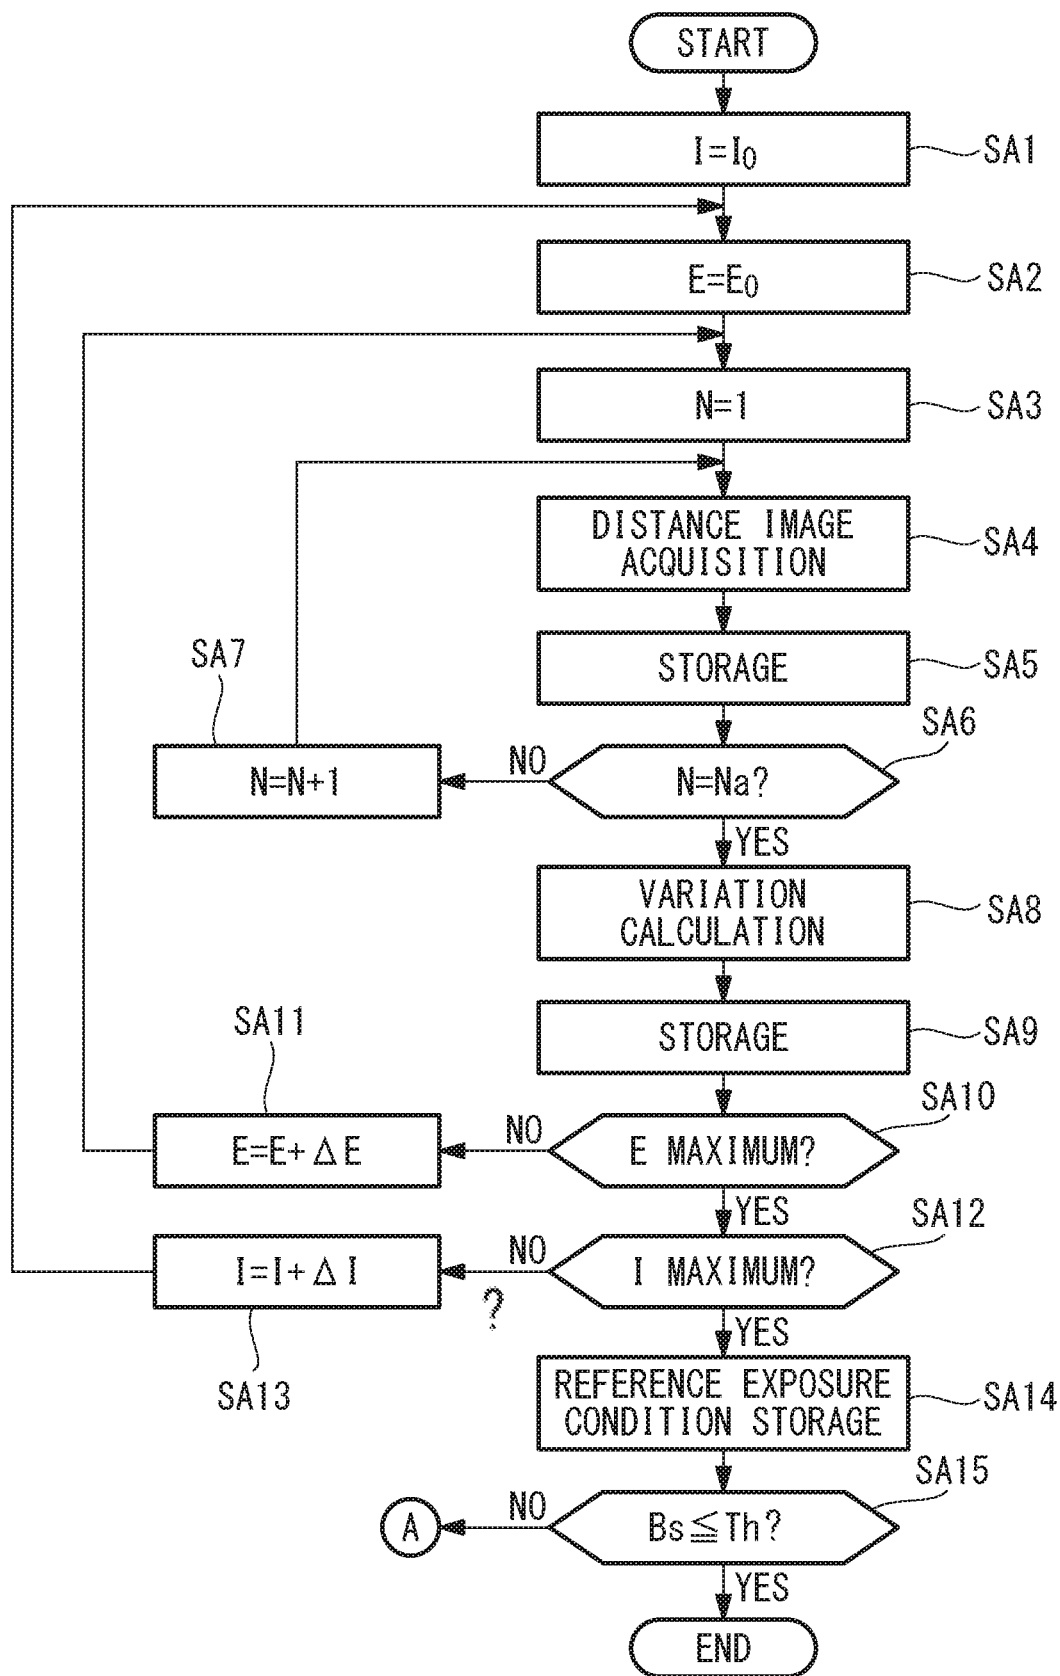 START
I=I₀
SA1
E=E₀
SA2
N=1
SA3
DISTANCE IMAGE
ACQUISITION
SA4
STORAGE
SA5
SA6
SA7
N=N+1
NO
N=Na?
YES
VARIATION
CALCULATION
SA8
STORAGE
SA9
SA10
SA11
E=E+ΔE
NO
E MAXIMUM?
YES
SA12
I=I+ΔI
NO
I MAXIMUM?
?
YES
SA13
REFERENCE EXPOSURE
CONDITION STORAGE
SA14
SA15
A
NO
Bs≦Th?
YES
END